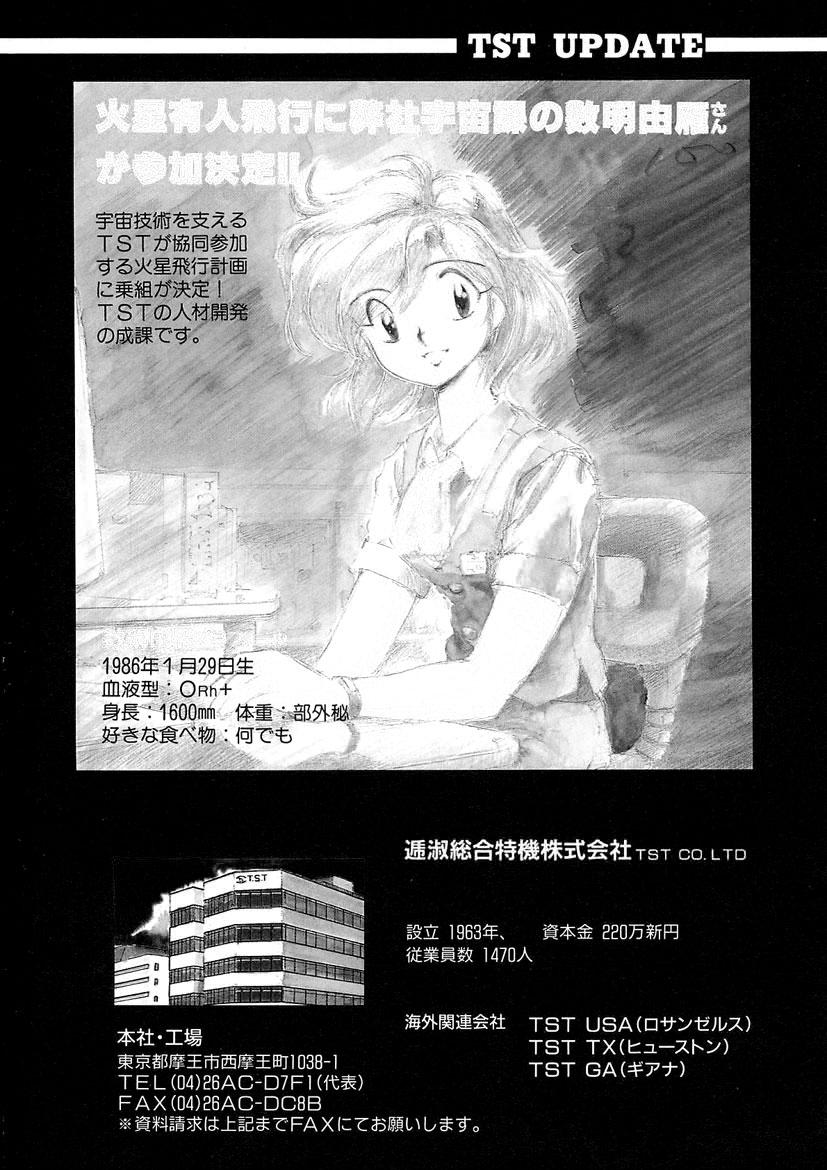 TST UPDATE
火星有人飛行に弊社宇宙課の数明由雁さん
が参加決定!!
宇宙技術を支える
TSTが協同参加
する火星飛行計画
に乗組が決定！
TSTの人材開発
の成課です。
1986年1月29日生
血液型：ORh+
身長：1600mm 体重：部外秘
好きな食べ物：何でも
逓淑総合特機株式会社 TST CO. LTD
TST
設立 1963年、 資本金 220万新円
従業員数 1470人
海外関連会社 TST USA(ロサンゼルス)
TST TX(ヒューストン)
TST GA(ギアナ)
本社・工場
東京都摩王市西摩王町1038-1
TEL(04)26AC-D7F1(代表)
FAX(04)26AC-DC8B
※資料請求は上記までFAXにてお願いします。